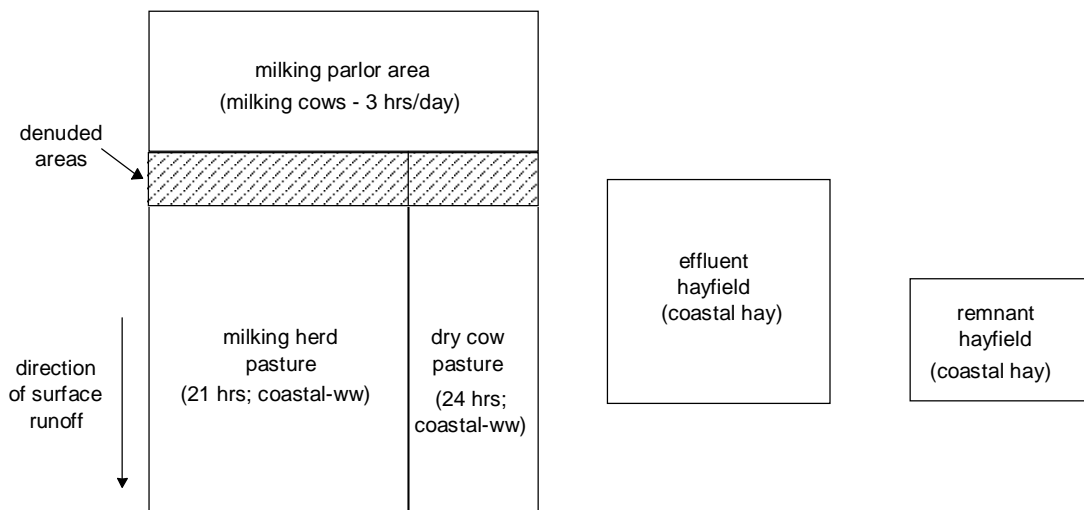 milking parlor area
(milking cows - 3 hrs/day)
denuded
areas
milking herd
pasture
(21 hrs; coastal-ww)
dry cow
pasture
(24 hrs;
coastal-ww)
direction
of surface
runoff
effluent
hayfield
(coastal hay)
remnant
hayfield
(coastal hay)